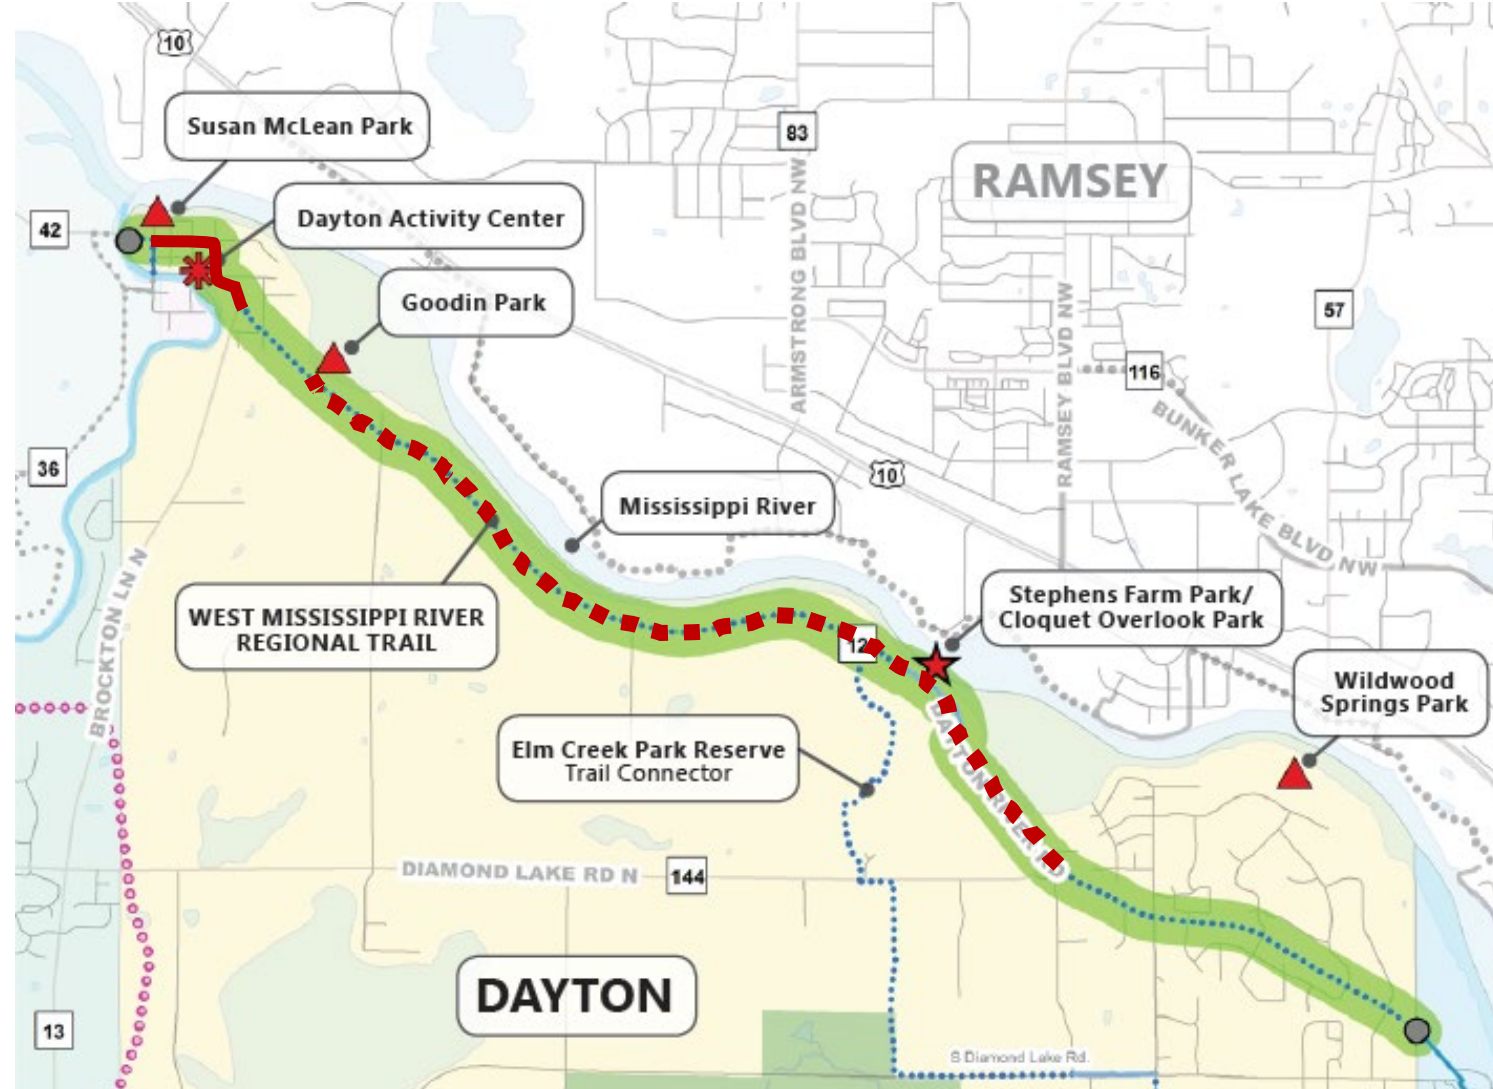 10
Susan McLean Park
83
RAMSEY
Dayton Activity Center
42
Goodin Park
57
ARMSTRONG BLVD NW
RAMSEY BLVD NW
116
BUNKER LAKE BLVD NW
36
10
Mississippi River
WEST MISSISSIPPI RIVER
REGIONAL TRAIL
Stephens Farm Park/
Cloquet Overlook Park
12
BROCKTON LN N
Wildwood
Springs Park
Elm Creek Park Reserve
Trail Connector
DAYTON RIVER RD
DIAMOND LAKE RD N
144
DAYTON
13
S Diamond Lake Rd.